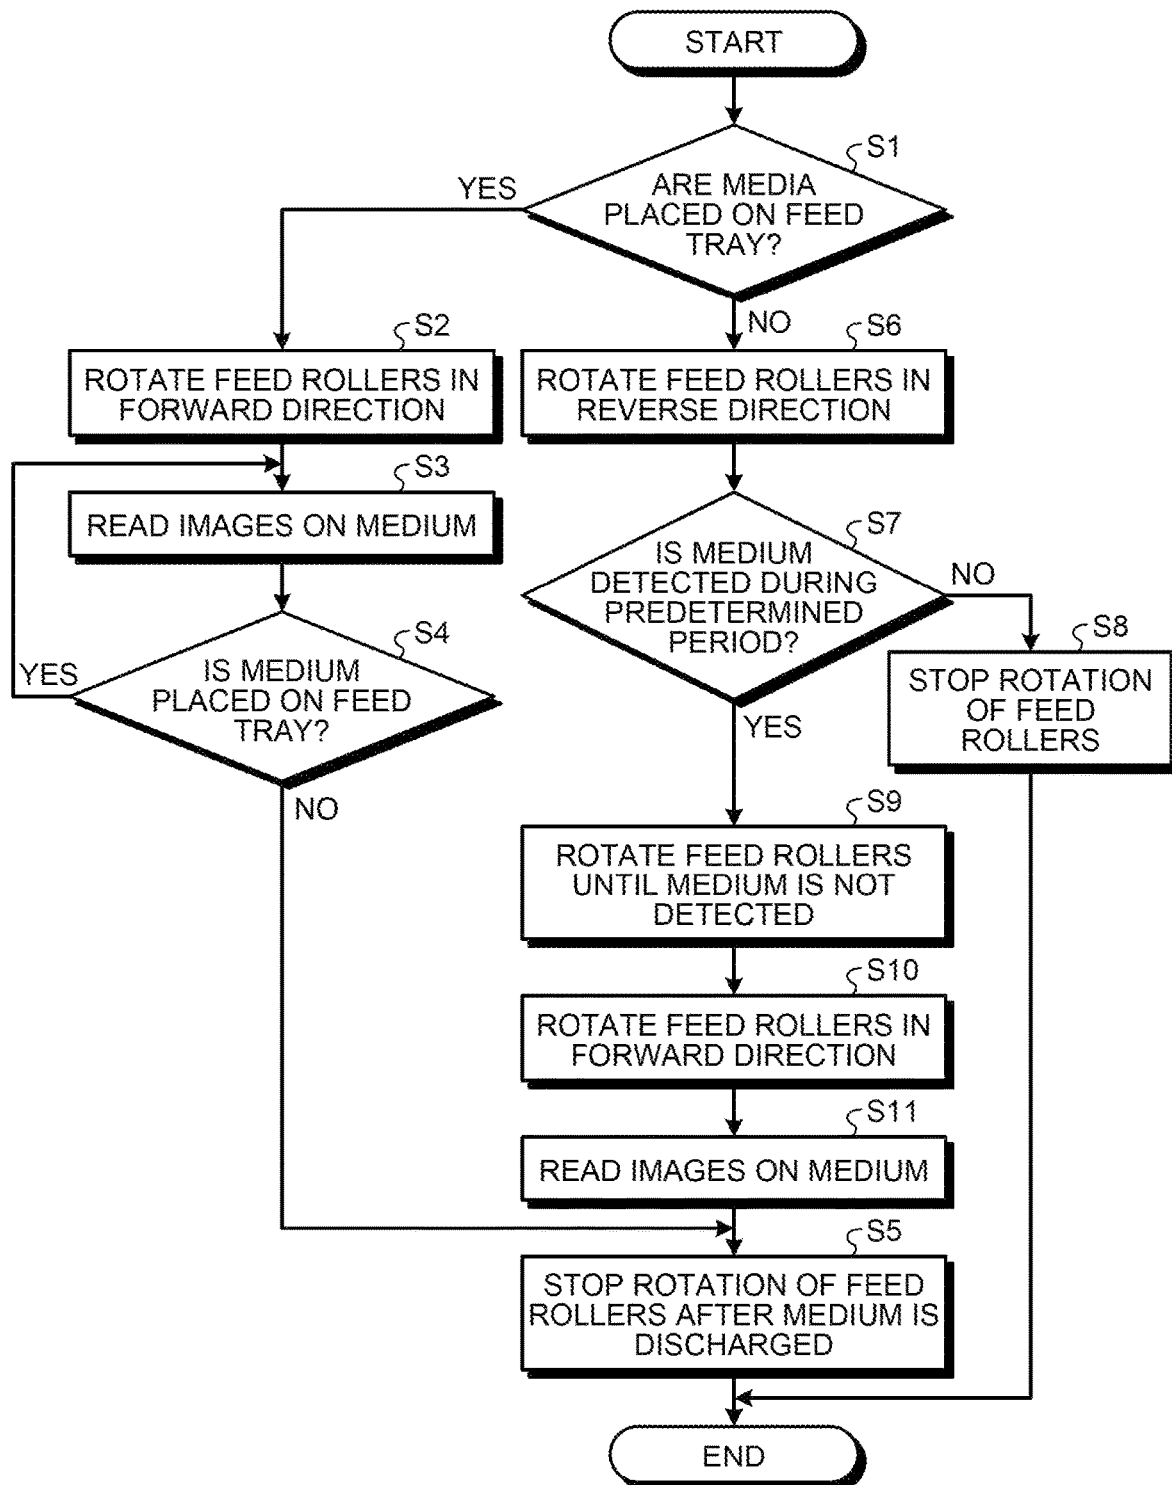 START
S1
ARE MEDIA
PLACED ON FEED
TRAY?
YES
NO
S2
ROTATE FEED ROLLERS IN
FORWARD DIRECTION
S6
ROTATE FEED ROLLERS IN
REVERSE DIRECTION
S3
READ IMAGES ON MEDIUM
S7
IS MEDIUM
DETECTED DURING
PREDETERMINED
PERIOD?
NO
YES
S4
IS MEDIUM
PLACED ON FEED
TRAY?
YES
NO
S8
STOP ROTATION
OF FEED
ROLLERS
S9
ROTATE FEED ROLLERS
UNTIL MEDIUM IS NOT
DETECTED
S10
ROTATE FEED ROLLERS IN
FORWARD DIRECTION
S11
READ IMAGES ON MEDIUM
S5
STOP ROTATION OF FEED
ROLLERS AFTER MEDIUM IS
DISCHARGED
END